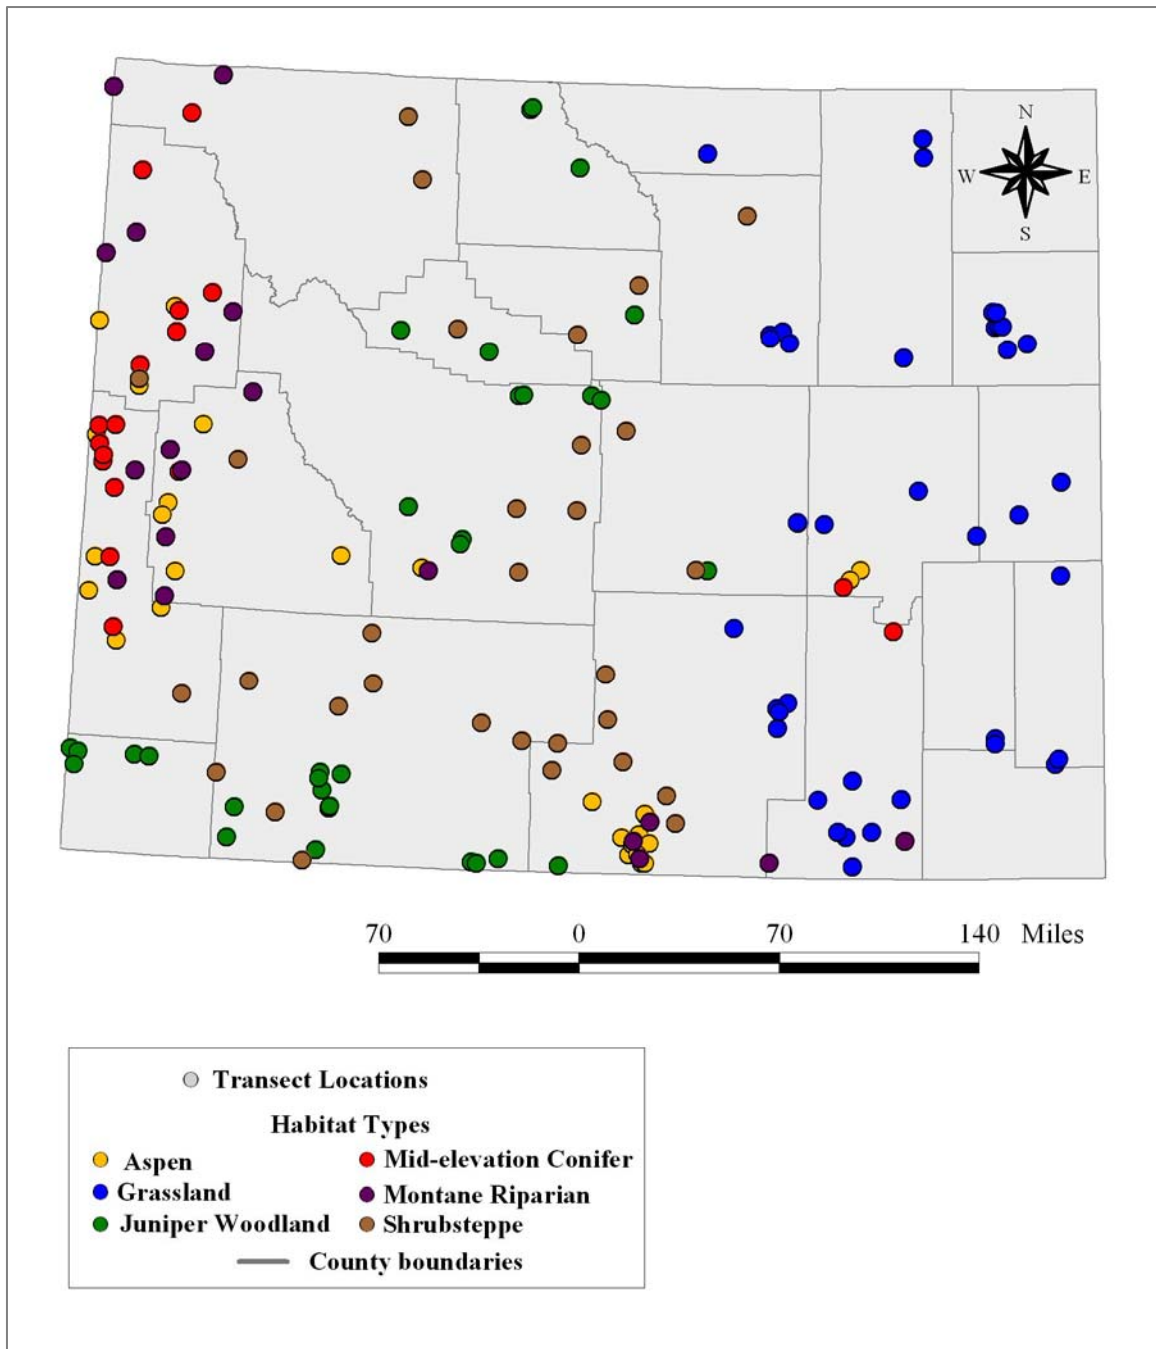 N
W E
S
70 0 70 140 Miles
Transect Locations
Habitat Types
Aspen Mid-elevation Conifer
Grassland Montane Riparian
Juniper Woodland Shrubsteppe
County boundaries